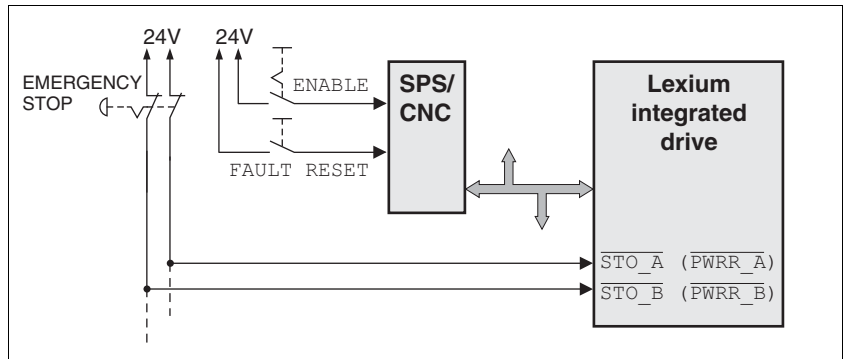 24V
24V
EMERGENCY
STOP
ENABLE
FAULT RESET
SPS/
CNC
Lexium
integrated
drive
STO_A (PWRR_A)
STO_B (PWRR_B)